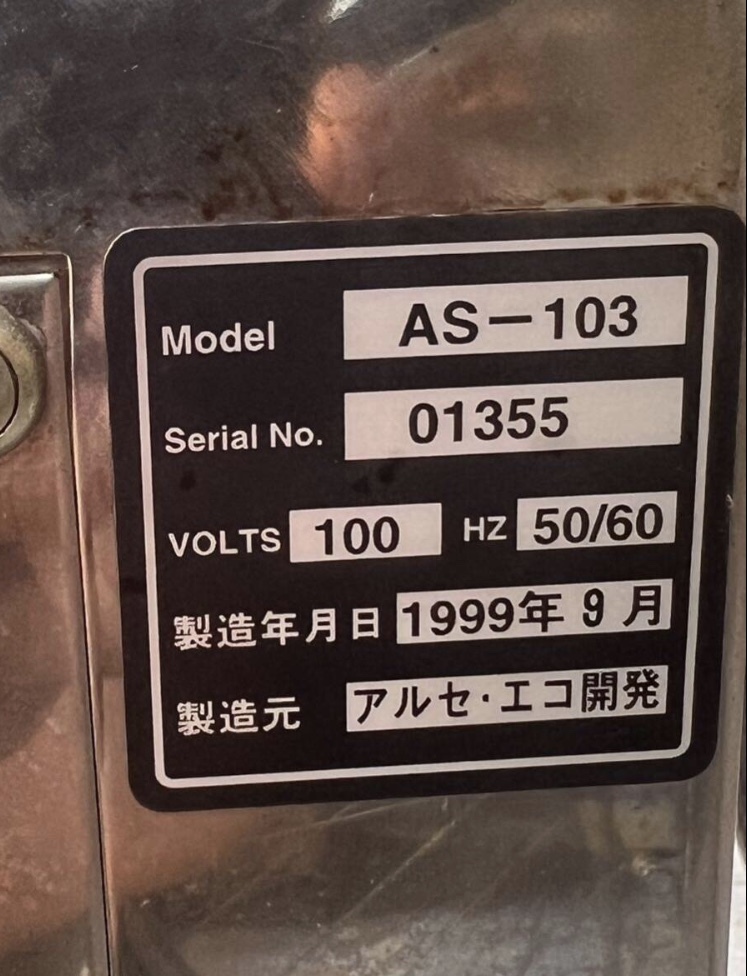 Model AS-103
Serial No. 01355
VOLTS 100 HZ 50/60
製造年月日 1999年9月
製造元 アルセ・エコ開発